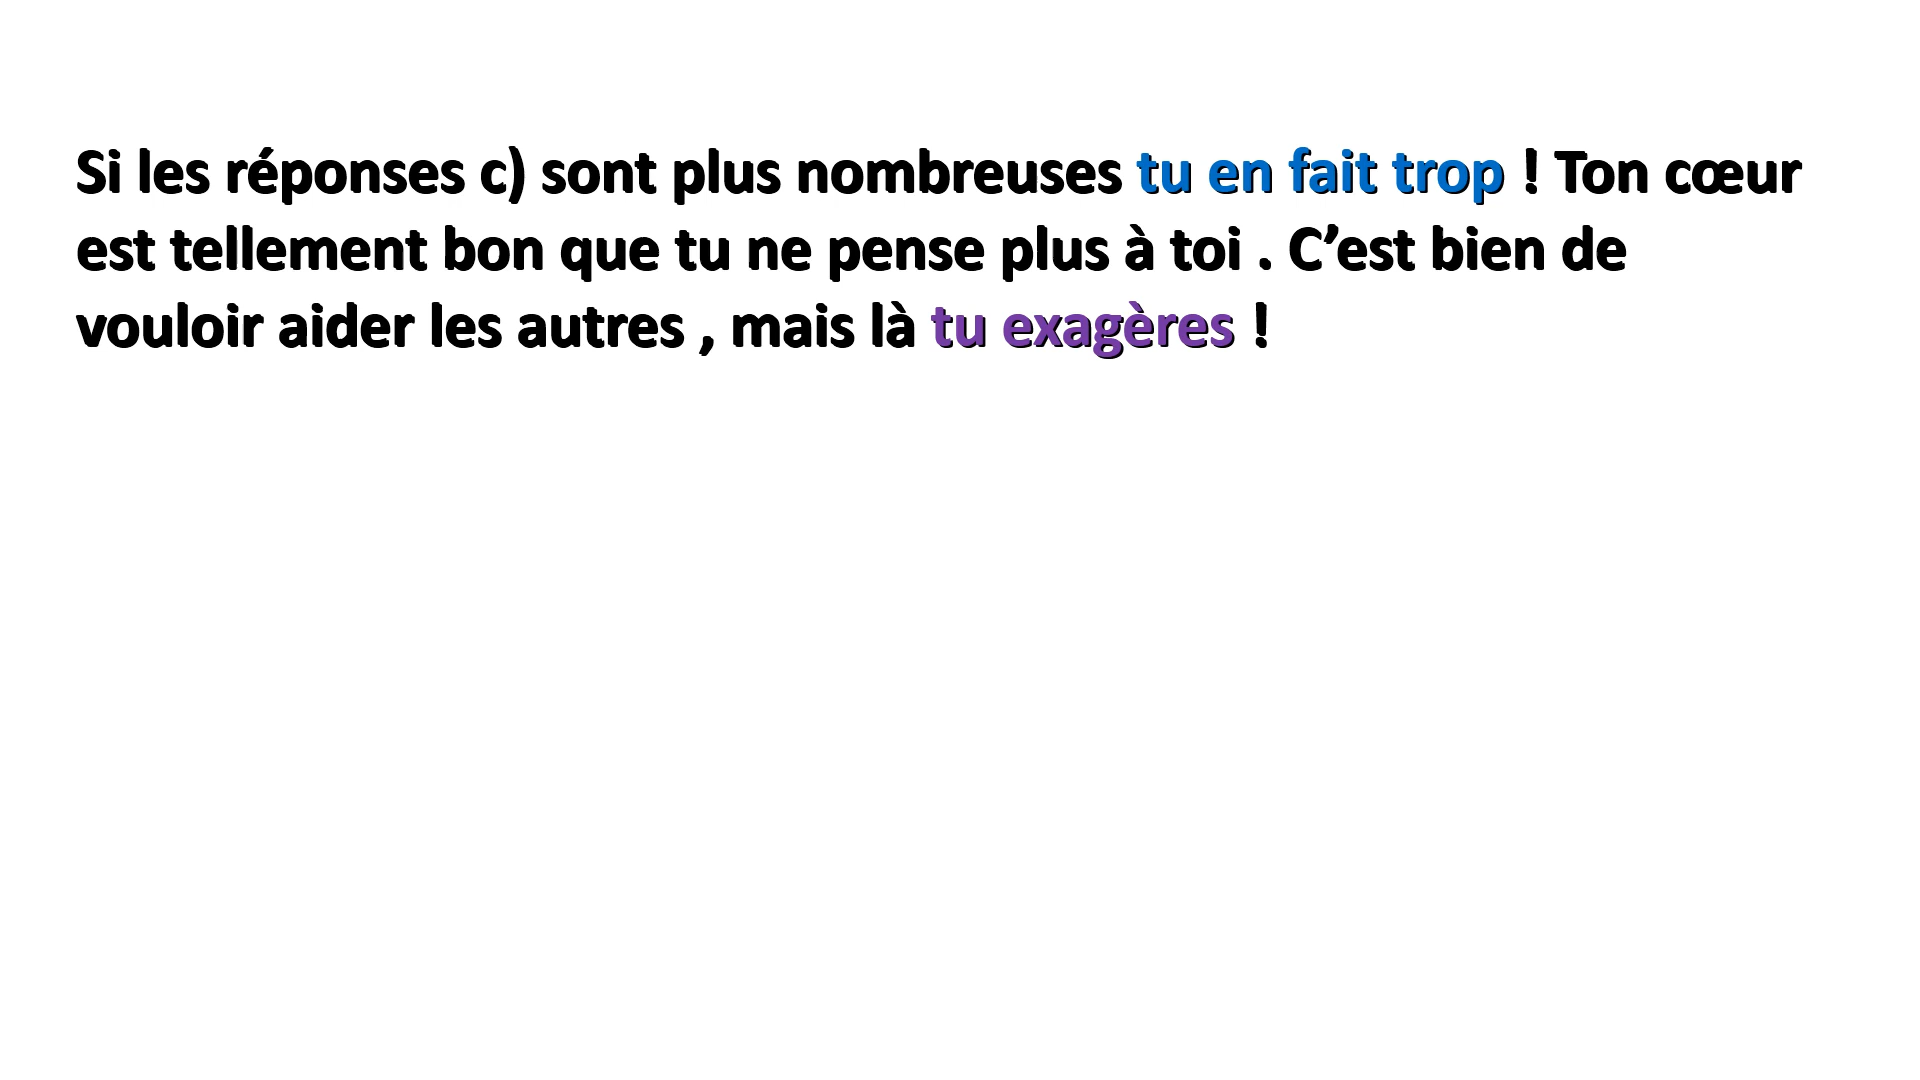 Si les réponses c) sont plus nombreuses tu en fait trop ! Ton cœur
est tellement bon que tu ne pense plus à toi . C’est bien de
vouloir aider les autres , mais là tu exagères !